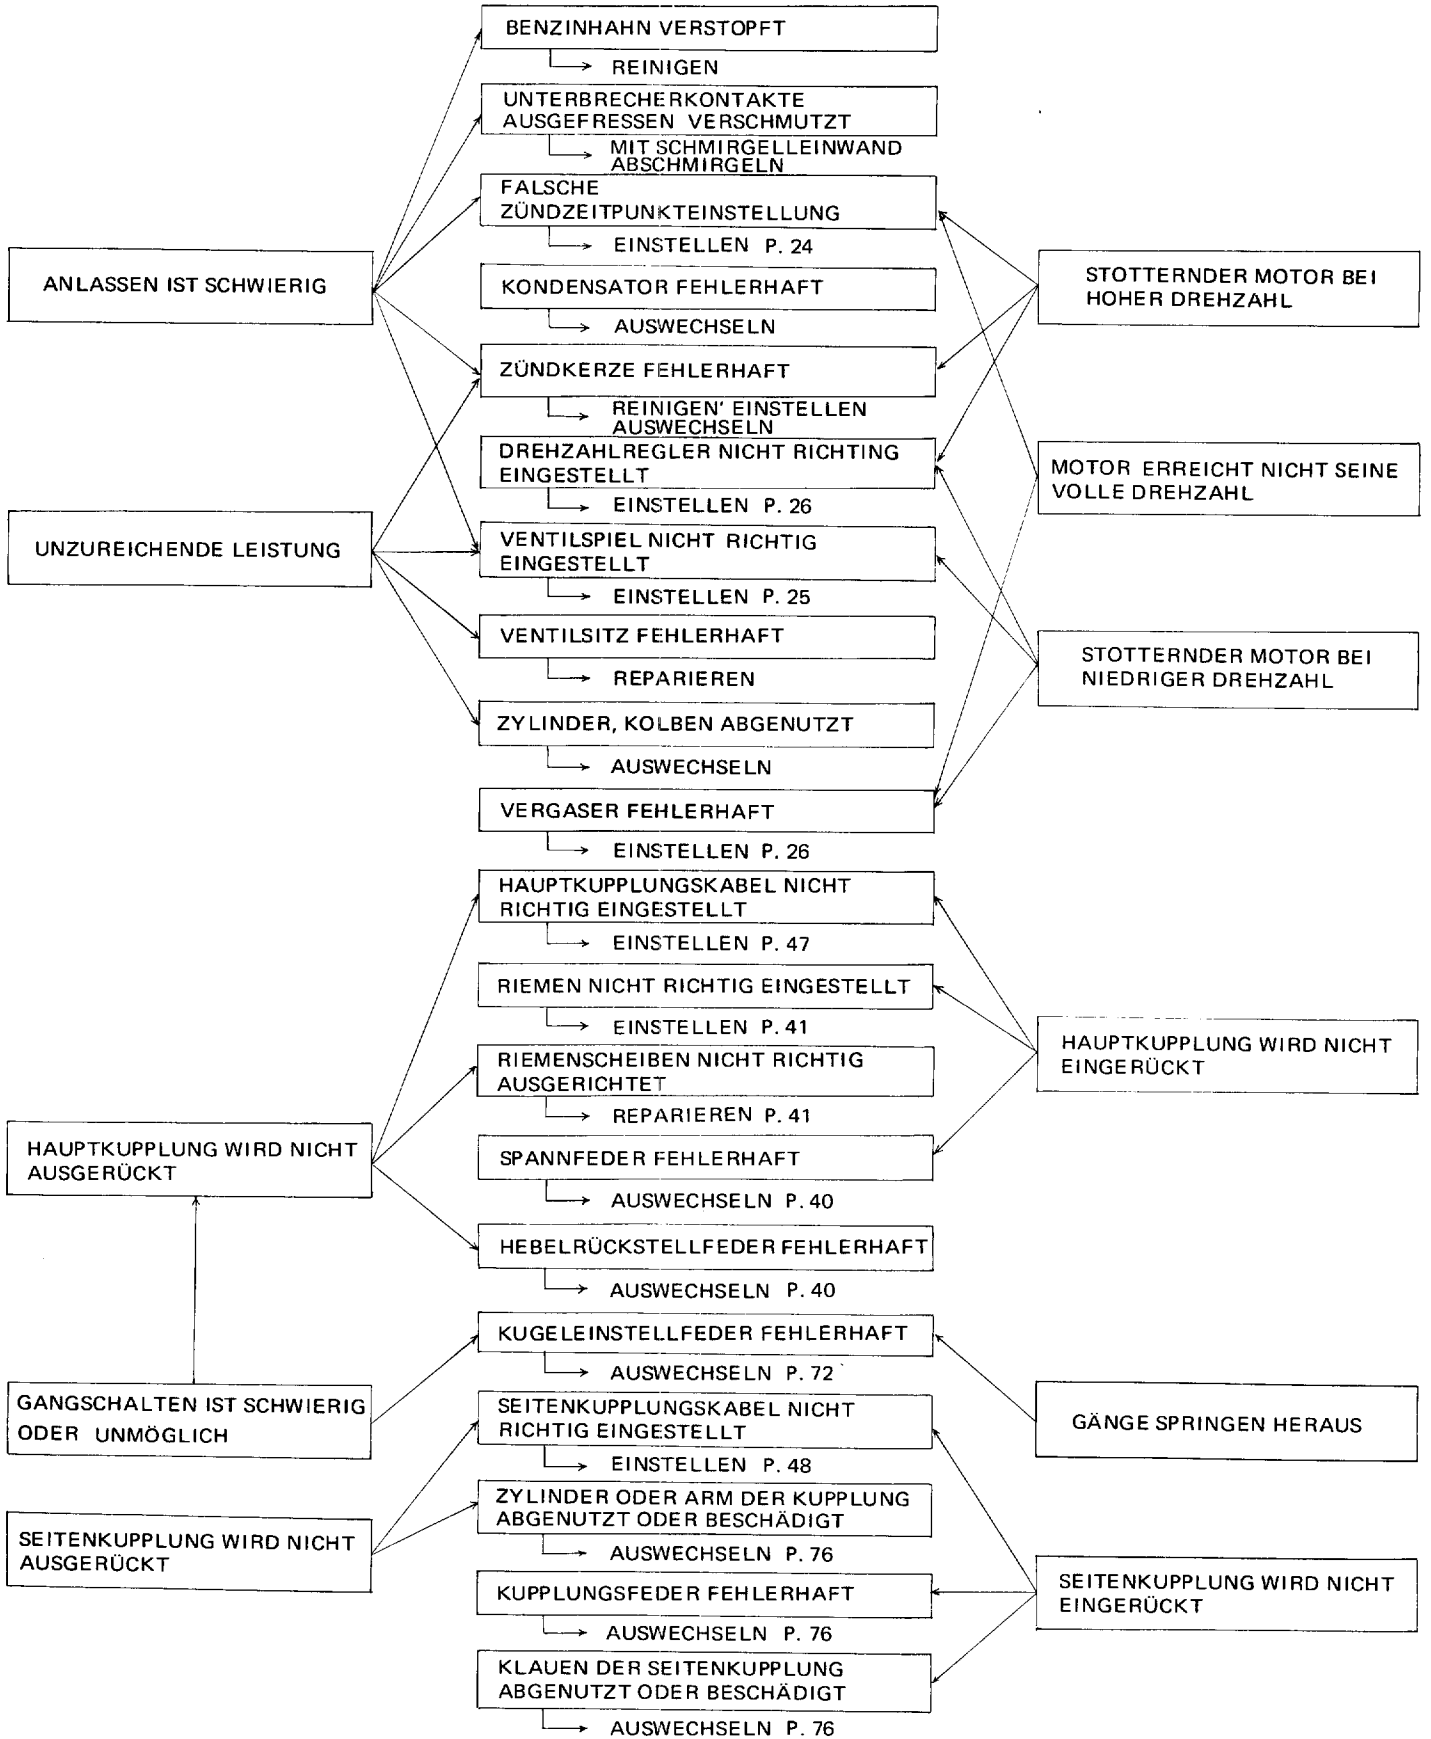 BENZINHAHN VERSTOPFT
REINIGEN
UNTERBRECHERKONTAKTE
AUSGEFRESSEN VERSCHMUTZT
MIT SCHMIRGELLEINWAND
ABSCHMIRGELN
FALSCHE
ZÜNDZEITPUNKTEINSTELLUNG
EINSTELLEN P. 24
ANLASSEN IST SCHWIERIG
KONDENSATOR FEHLERHAFT
AUSWECHSELN
STOTTERNDER MOTOR BEI
HOHER DREHZAHL
ZÜNDKERZE FEHLERHAFT
REINIGEN' EINSTELLEN
AUSWECHSELN
DREHZAHLREGLER NICHT RICHTING
EINGESTELLT
EINSTELLEN P. 26
MOTOR ERREICHT NICHT SEINE
VOLLE DREHZAHL
UNZUREICHENDE LEISTUNG
VENTILSPIEL NICHT RICHTIG
EINGESTELLT
EINSTELLEN P. 25
VENTILSITZ FEHLERHAFT
REPARIEREN
STOTTERNDER MOTOR BEI
NIEDRIGER DREHZAHL
ZYLINDER, KOLBEN ABGENUTZT
AUSWECHSELN
VERGASER FEHLERHAFT
EINSTELLEN P. 26
HAUPTKUPPLUNGSKABEL NICHT
RICHTIG EINGESTELLT
EINSTELLEN P. 47
RIEMEN NICHT RICHTIG EINGESTELLT
EINSTELLEN P. 41
HAUPTKUPPLUNG WIRD NICHT
EINGERÜCKT
RIEMENSCHEIBEN NICHT RICHTIG
AUSGERICHTET
REPARIEREN P. 41
HAUPTKUPPLUNG WIRD NICHT
AUSGERÜCKT
SPANNFEDER FEHLERHAFT
AUSWECHSELN P. 40
HEBELRÜCKSTELLFEDER FEHLERHAFT
AUSWECHSELN P. 40
KUGELEINSTELLFEDER FEHLERHAFT
AUSWECHSELN P. 72
GANGSCHALTEN IST SCHWIERIG
ODER UNMÖGLICH
SEITENKUPPLUNGSKABEL NICHT
RICHTIG EINGESTELLT
EINSTELLEN P. 48
GÄNGE SPRINGEN HERAUS
ZYLINDER ODER ARM DER KUPPLUNG
ABGENUTZT ODER BESCHÄDIGT
AUSWECHSELN P. 76
SEITENKUPPLUNG WIRD NICHT
AUSGERÜCKT
KUPPLUNGSFEDER FEHLERHAFT
AUSWECHSELN P. 76
SEITENKUPPLUNG WIRD NICHT
EINGERÜCKT
KLAUEN DER SEITENKUPPLUNG
ABGENUTZT ODER BESCHÄDIGT
AUSWECHSELN P. 76